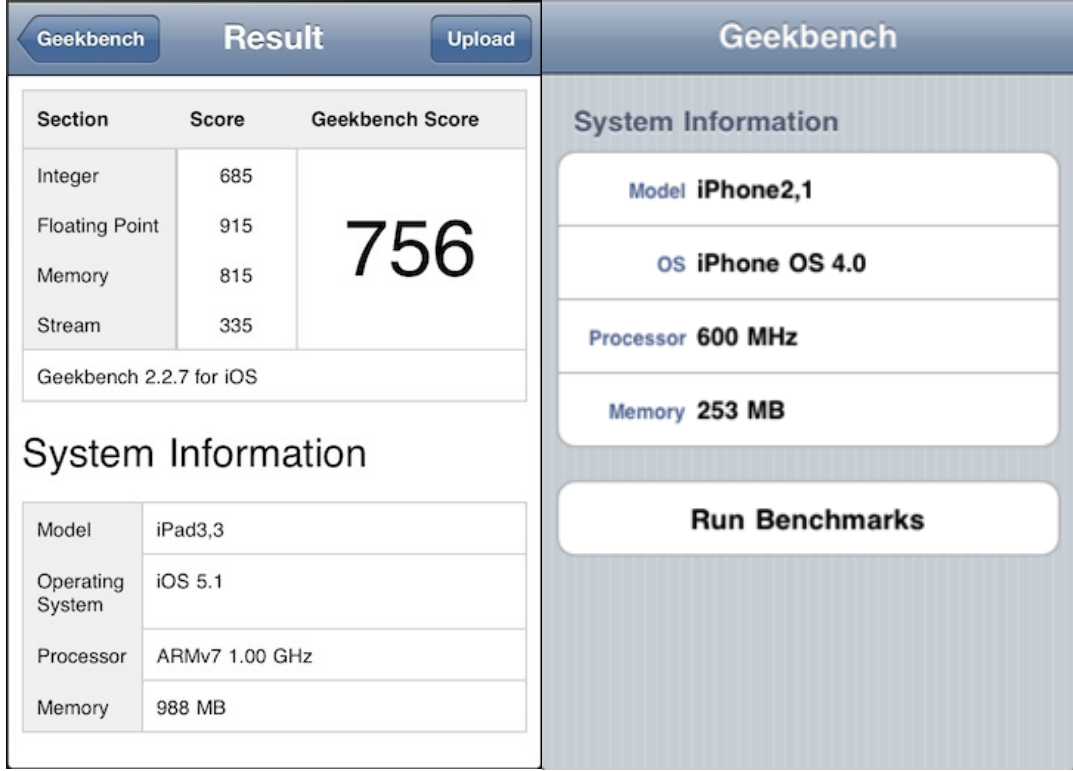 Geekbench Result Upload
Section Score Geekbench Score
Integer 685
Floating Point 915
756
Memory 815
Stream 335
Geekbench 2.2.7 for iOS
System Information
Model iPad3,3
Operating System iOS 5.1
Processor ARMv7 1.00 GHz
Memory 988 MB
Geekbench
System Information
Model iPhone2,1
OS iPhone OS 4.0
Processor 600 MHz
Memory 253 MB
Run Benchmarks